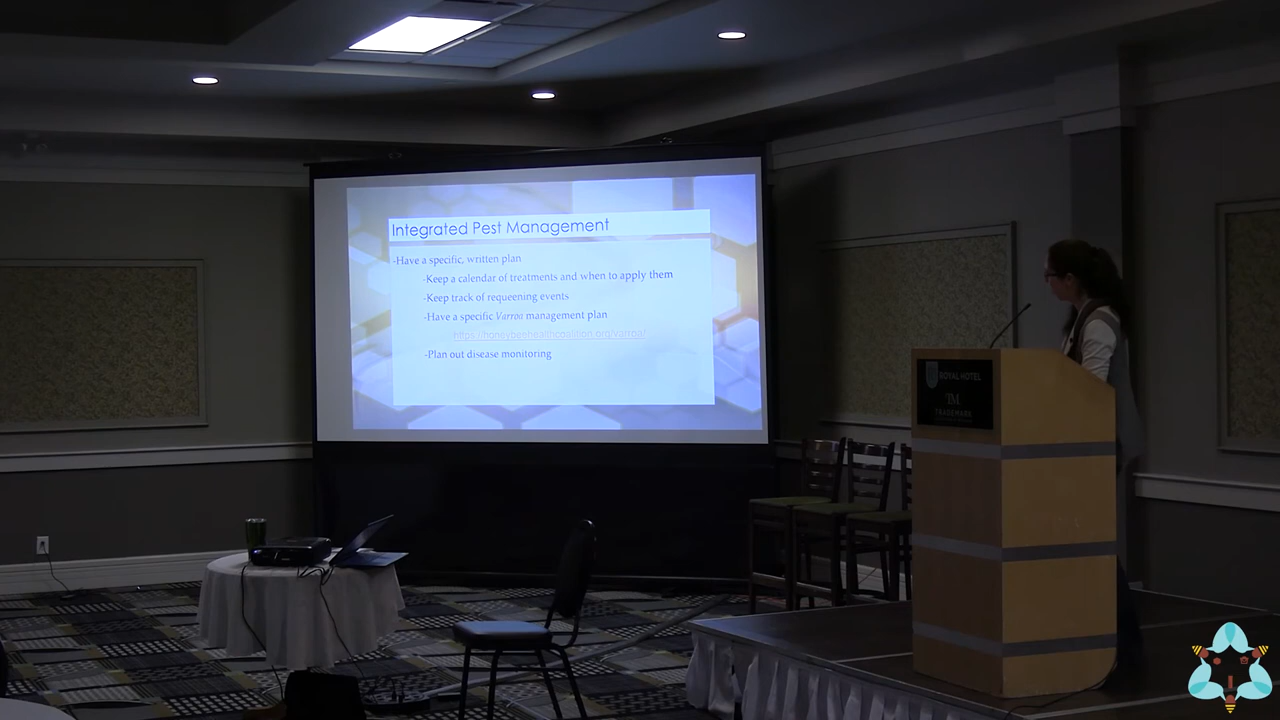 Integrated Pest Management
-Have a specific, written plan
-Keep a calendar of treatments and when to apply them
-Keep track of requeening events
-Have a specific Varroa management plan
https://honeybeehealthcoalition.org/varroa/
-Plan out disease monitoring
ROYAL HOTEL
TM
TRADEMARK